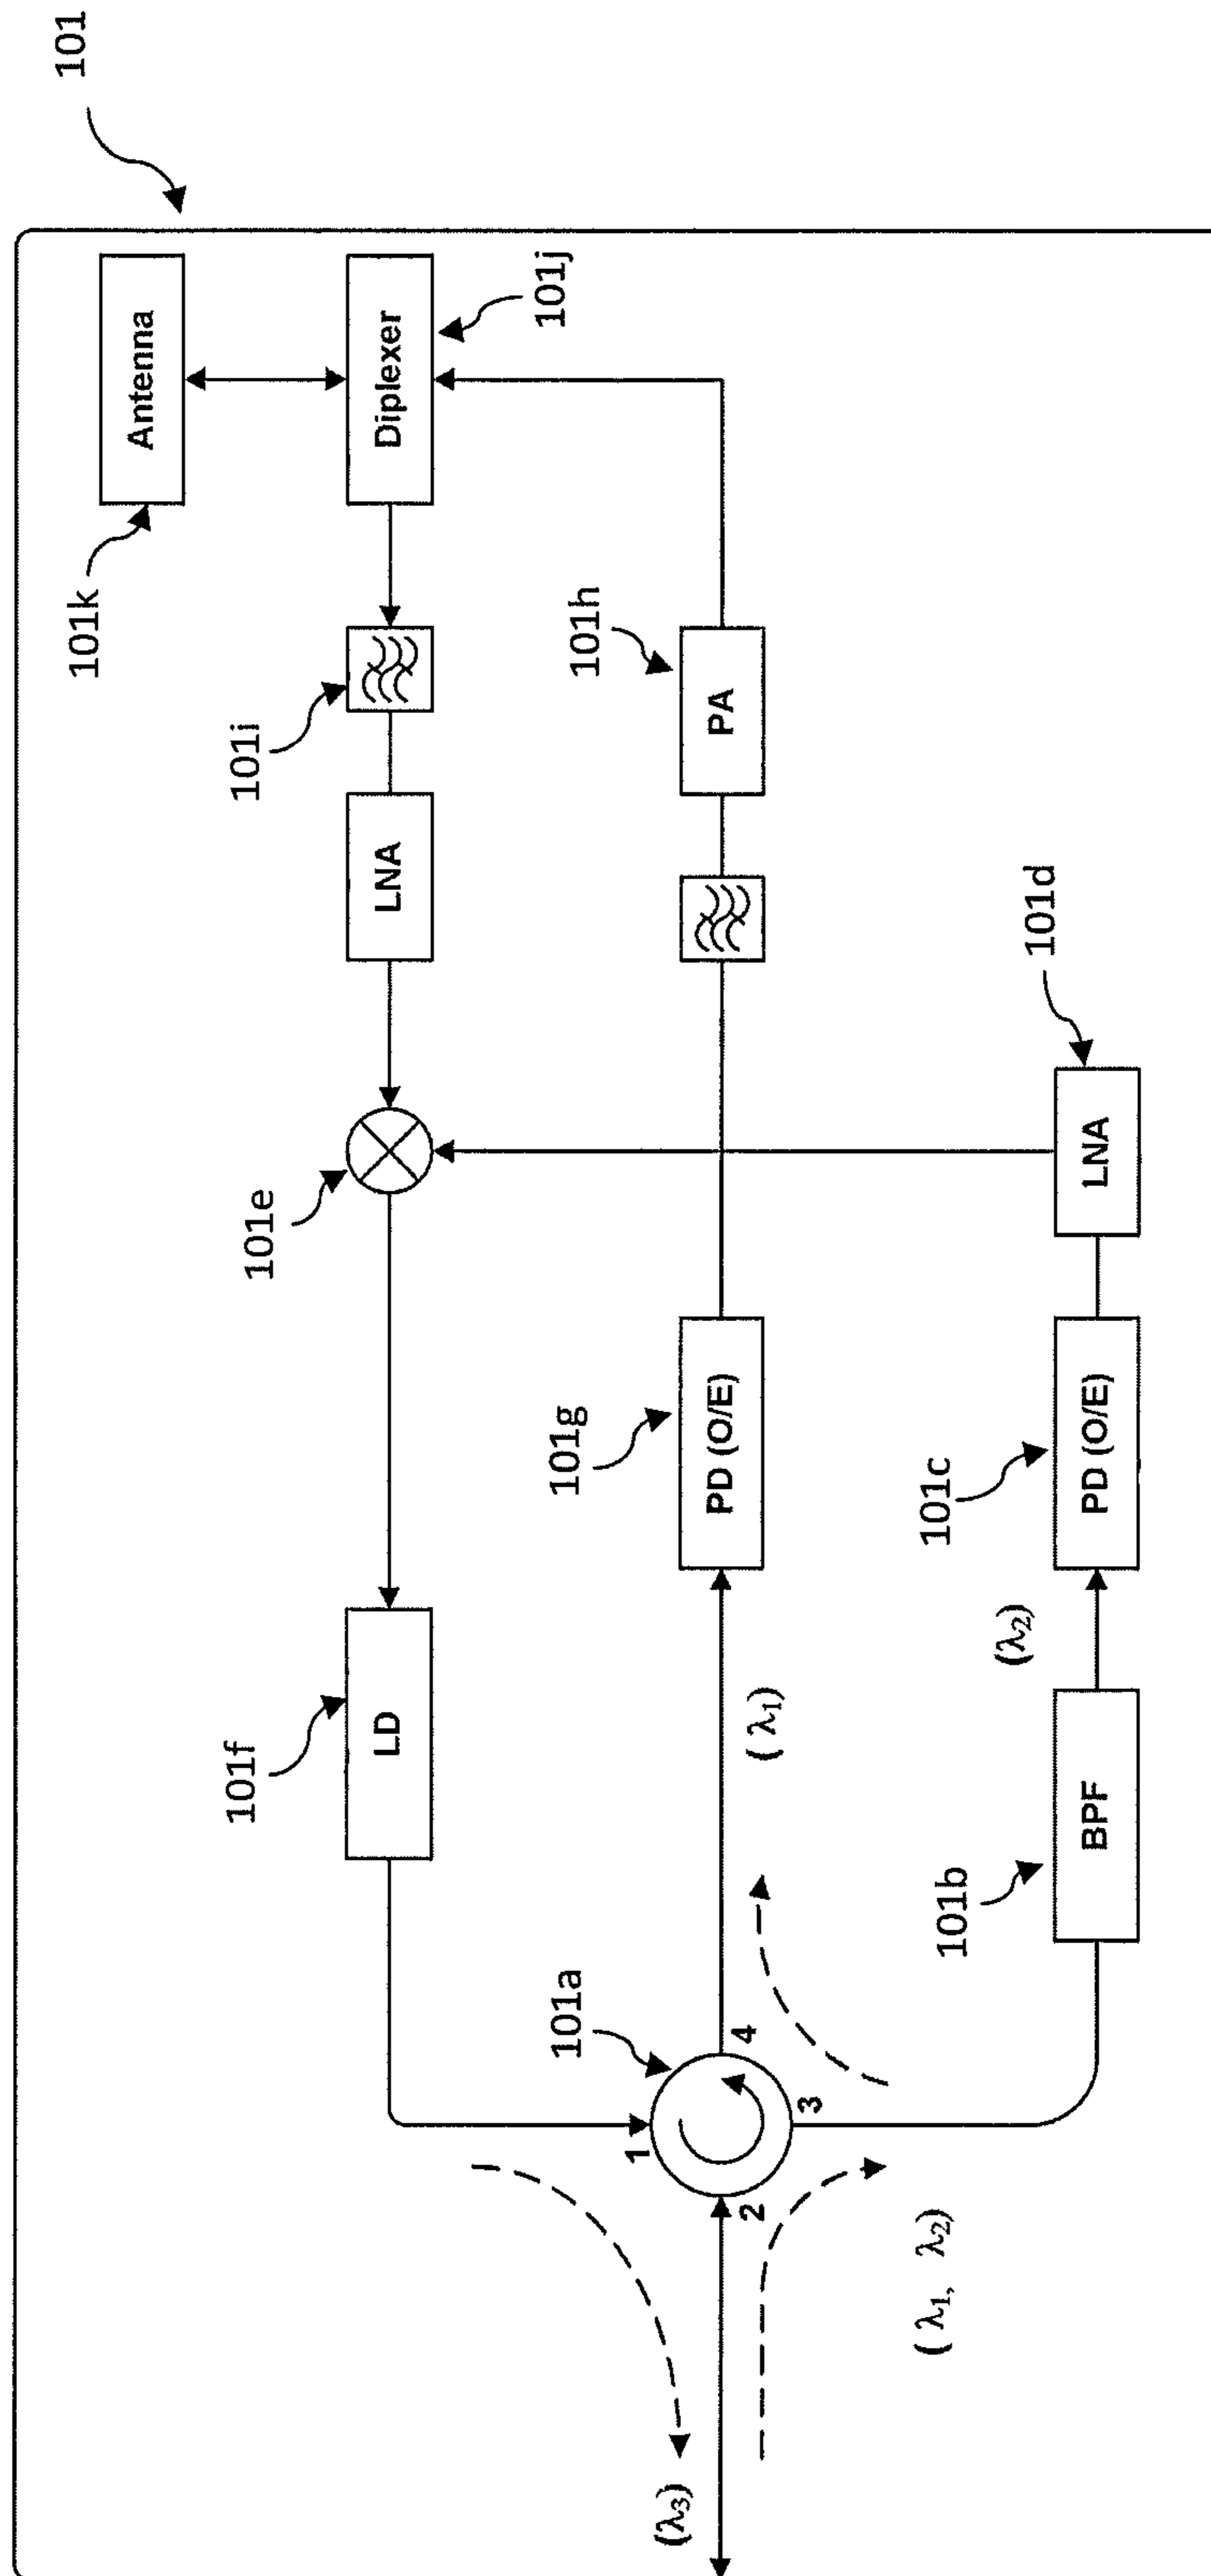 101
Antenna
101k
Diplexer
101j
101i
LNA
101e
LD
101f
PA
101h
PD (O/E)
101g
(λ1)
101a
1
2
3
4
(λ3)
(λ1, λ2)
LNA
101d
PD (O/E)
101c
(λ2)
BPF
101b